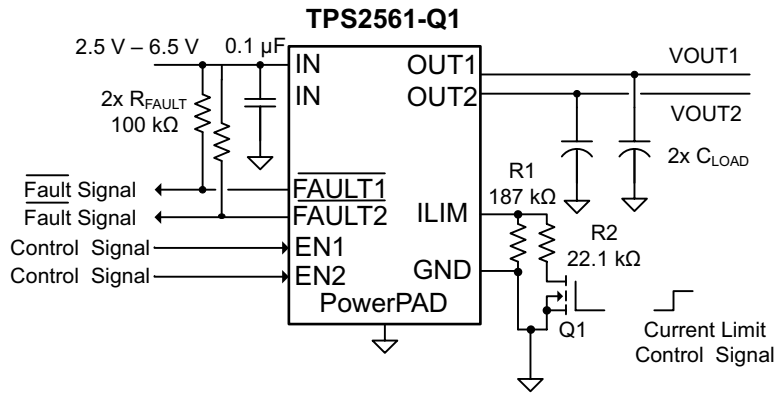 TPS2561-Q1
2.5 V – 6.5 V
0.1 µF
IN
IN
OUT1
OUT2
VOUT1
VOUT2
2x R_FAULT
100 kΩ
2x C_LOAD
Fault Signal
Fault Signal
Control Signal
Control Signal
FAULT1
FAULT2
EN1
EN2
ILIM
GND
PowerPAD
R1
187 kΩ
R2
22.1 kΩ
Q1
Current Limit
Control Signal